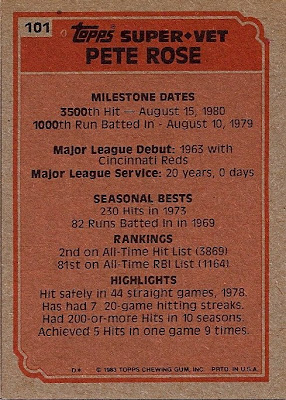 101
Topps SUPER•VET
PETE ROSE
MILESTONE DATES
3500th Hit — August 15, 1980
1000th Run Batted In - August 10, 1979
Major League Debut: 1963 with
Cincinnati Reds
Major League Service: 20 years, 0 days
SEASONAL BESTS
230 Hits in 1973
82 Runs Batted in in 1969
RANKINGS
2nd on All-Time Hit List (3869)
81st on All-Time RBI List (1164)
HIGHLIGHTS
Hit safely in 44 straight games, 1978.
Has had 7, 20-game hitting streaks.
Had 200-or-more Hits in 10 seasons.
Achieved 5 Hits in one game 9 times.
D* © 1983 TOPPS CHEWING GUM, INC. PRTD. IN U.S.A.